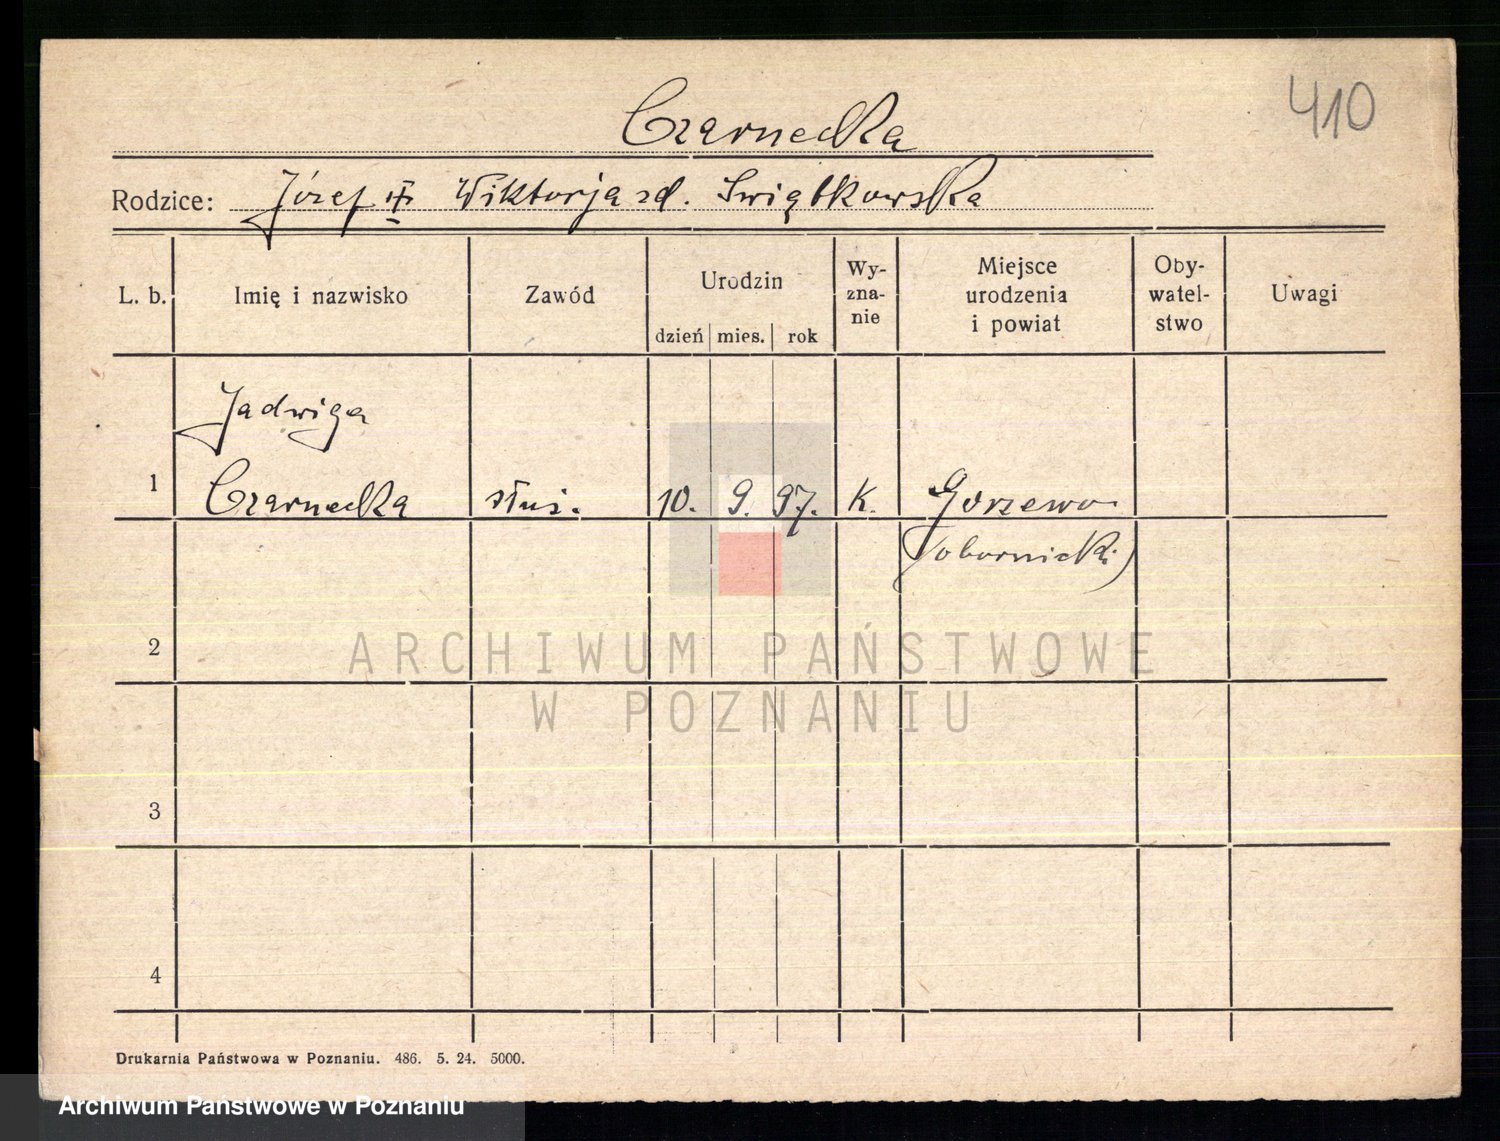 Czarnecka
410
Rodzice: Józef Wiktorja zd. Swiątkowska
L. b. Imię i nazwisko Zawód Urodzin dzień mies. rok Wy-zna-nie Miejsce urodzenia i powiat Oby-watel-stwo Uwagi
Jadwiga
1 Czarnecka służ. 10. 9. 97. K. Gorzewo
(obornicki)
2
ARCHIWUM PAŃSTWOWE
W POZNANIU
3
4
Drukarnia Państwowa w Poznaniu. 486. 5. 24. 5000.
Archiwum Państwowe w Poznaniu